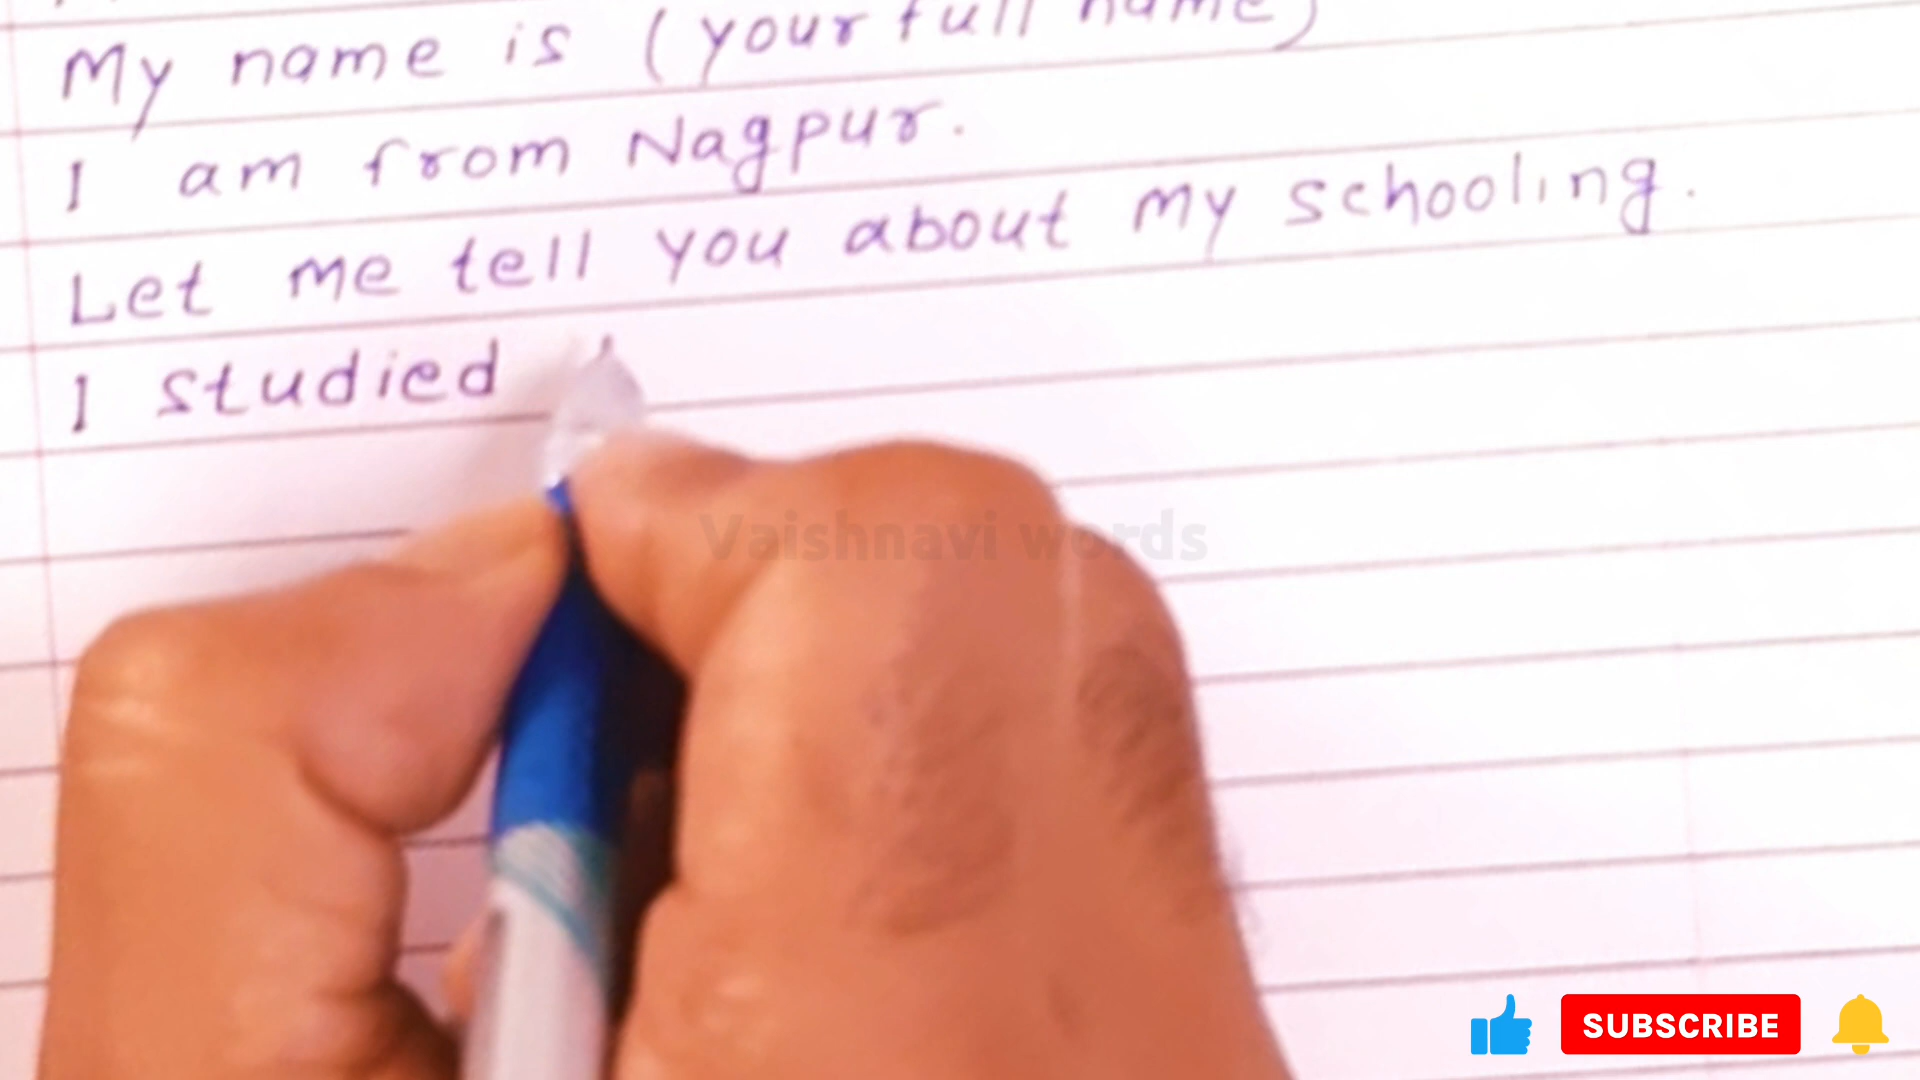 My name is (your full name)
I am from Nagpur.
Let me tell you about my schooling.
I studied
Vaishnavi words
SUBSCRIBE